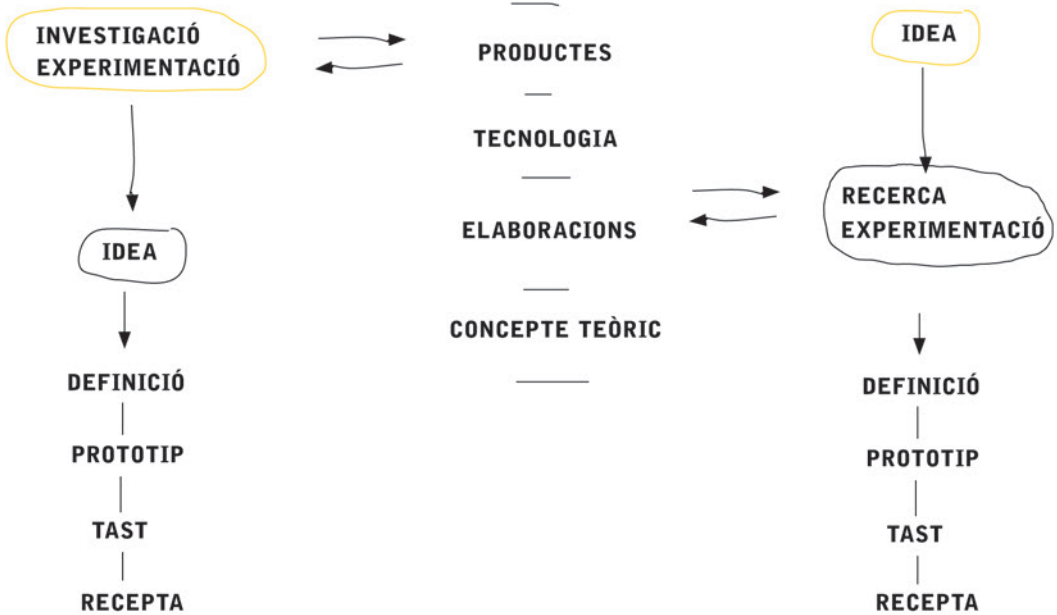 INVESTIGACIÓ
EXPERIMENTACIÓ
IDEA
DEFINICIÓ
PROTOTIP
TAST
RECEPTA
PRODUCTES
TECNOLOGIA
ELABORACIONS
CONCEPTE TEÒRIC
IDEA
RECERCA
EXPERIMENTACIÓ
DEFINICIÓ
PROTOTIP
TAST
RECEPTA